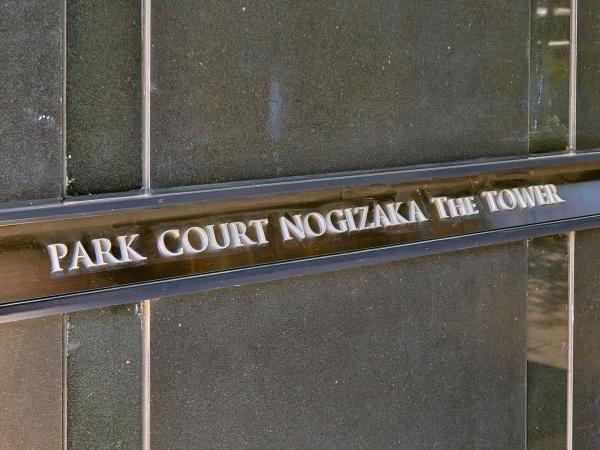 PARK COURT NOGIZAKA THE TOWER